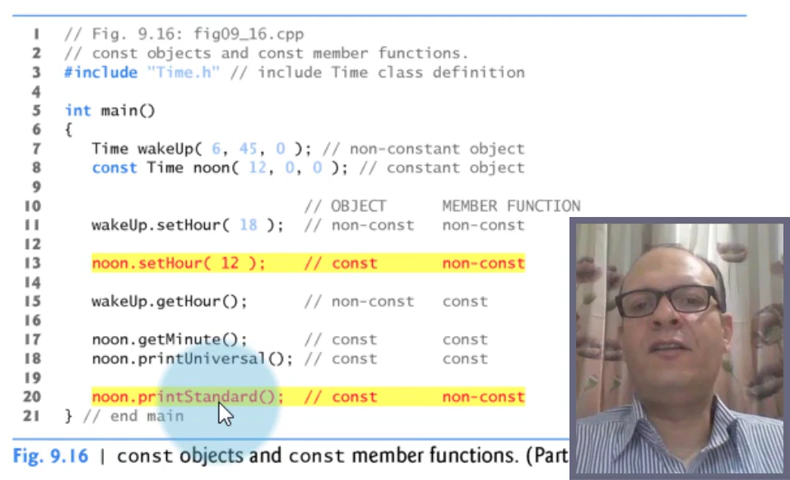 1 // Fig. 9.16: fig09_16.cpp
2 // const objects and const member functions.
3 #include "Time.h" // include Time class definition
4
5 int main()
6 {
7 Time wakeUp( 6, 45, 0 ); // non-constant object
8 const Time noon( 12, 0, 0 ); // constant object
9
10 // OBJECT MEMBER FUNCTION
11 wakeUp.setHour( 18 ); // non-const non-const
12
13 noon.setHour( 12 ); // const non-const
14
15 wakeUp.getHour(); // non-const const
16
17 noon.getMinute(); // const const
18 noon.printUniversal(); // const const
19
20 noon.printStandard(); // const non-const
21 } // end main
Fig. 9.16 | const objects and const member functions. (Part